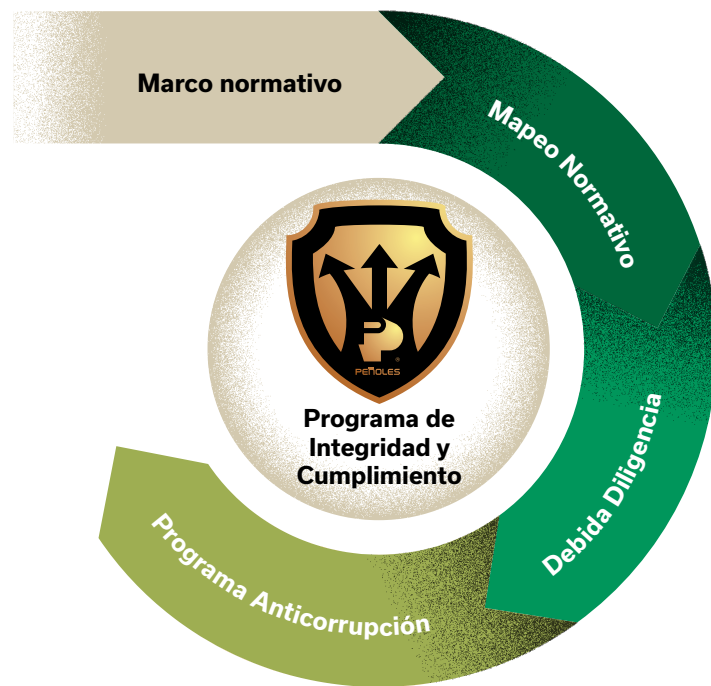 Marco normativo
Mapeo Normativo
Debida Diligencia
Programa Anticorrupción
PEÑOLES
Programa de
Integridad y
Cumplimiento